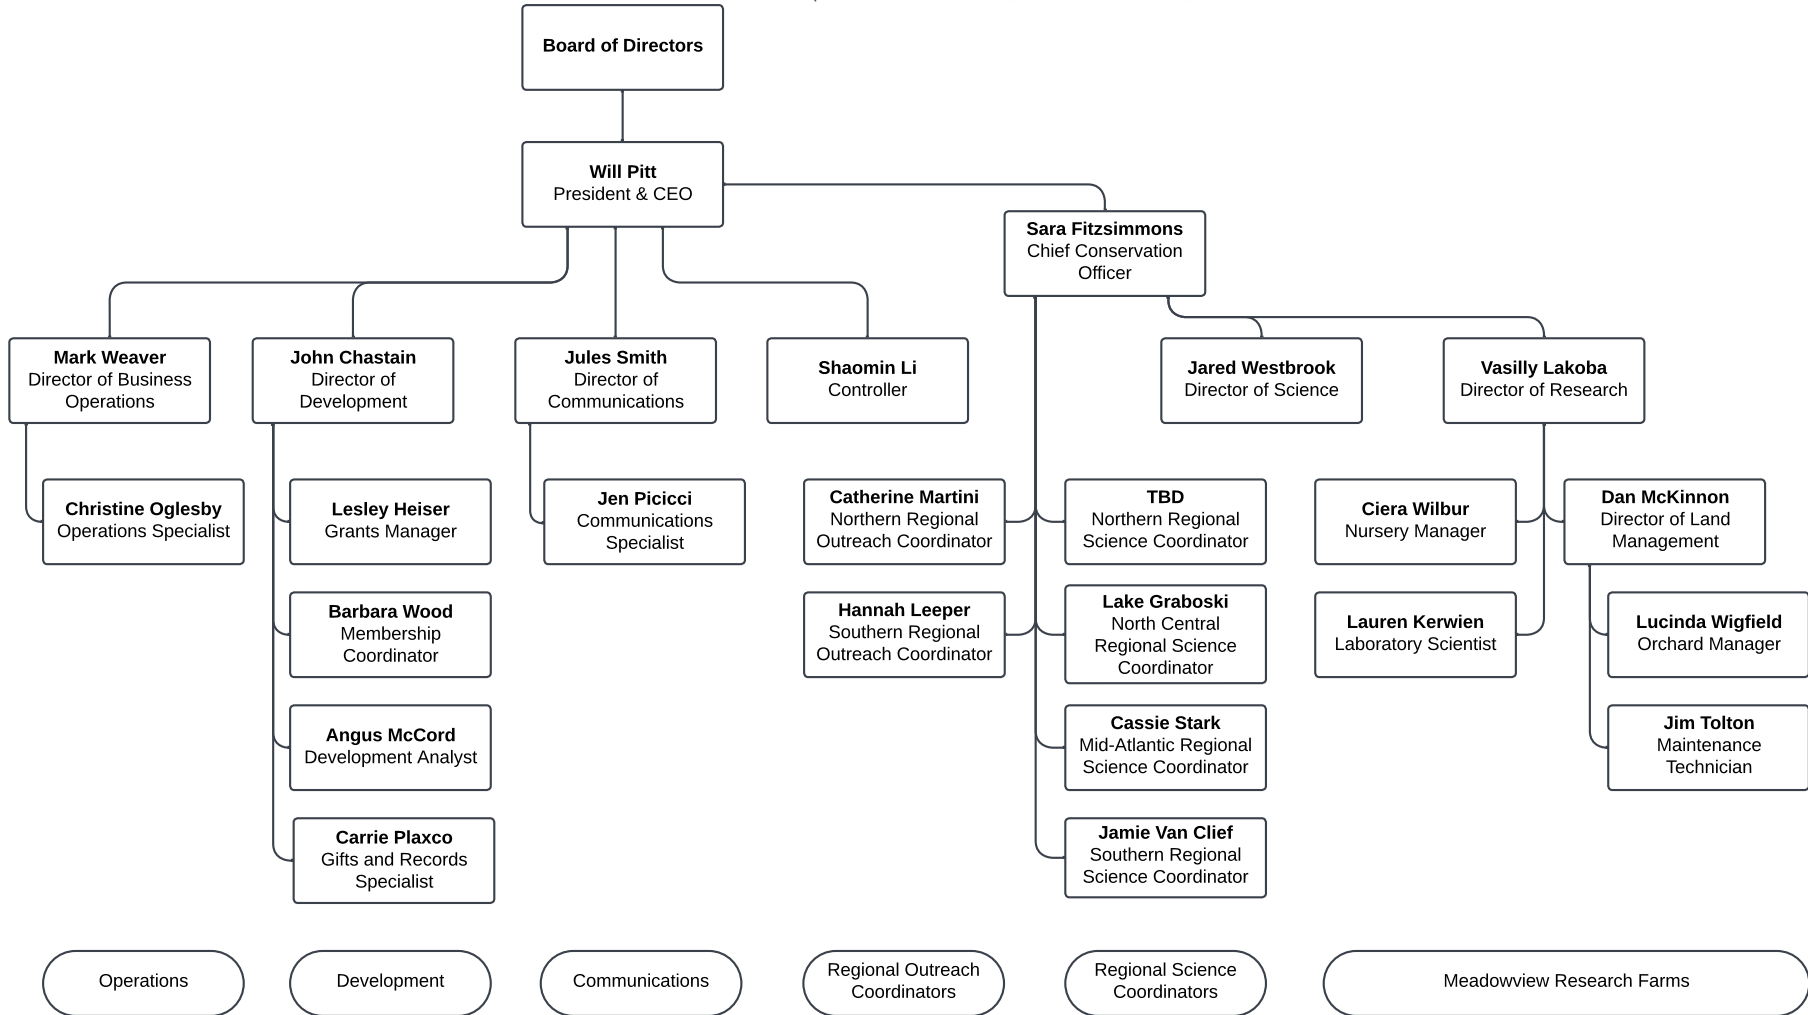 Board of Directors
Will Pitt
President & CEO
Sara Fitzsimmons
Chief Conservation
Officer
Mark Weaver
Director of Business
Operations
John Chastain
Director of
Development
Jules Smith
Director of
Communications
Shaomin Li
Controller
Jared Westbrook
Director of Science
Vasilly Lakoba
Director of Research
Christine Oglesby
Operations Specialist
Lesley Heiser
Grants Manager
Jen Picicci
Communications
Specialist
Catherine Martini
Northern Regional
Outreach Coordinator
TBD
Northern Regional
Science Coordinator
Ciera Wilbur
Nursery Manager
Dan McKinnon
Director of Land
Management
Barbara Wood
Membership
Coordinator
Hannah Leeper
Southern Regional
Outreach Coordinator
Lake Graboski
North Central
Regional Science
Coordinator
Lauren Kerwien
Laboratory Scientist
Lucinda Wigfield
Orchard Manager
Angus McCord
Development Analyst
Cassie Stark
Mid-Atlantic Regional
Science Coordinator
Jim Tolton
Maintenance
Technician
Carrie Plaxco
Gifts and Records
Specialist
Jamie Van Clief
Southern Regional
Science Coordinator
Operations
Development
Communications
Regional Outreach
Coordinators
Regional Science
Coordinators
Meadowview Research Farms